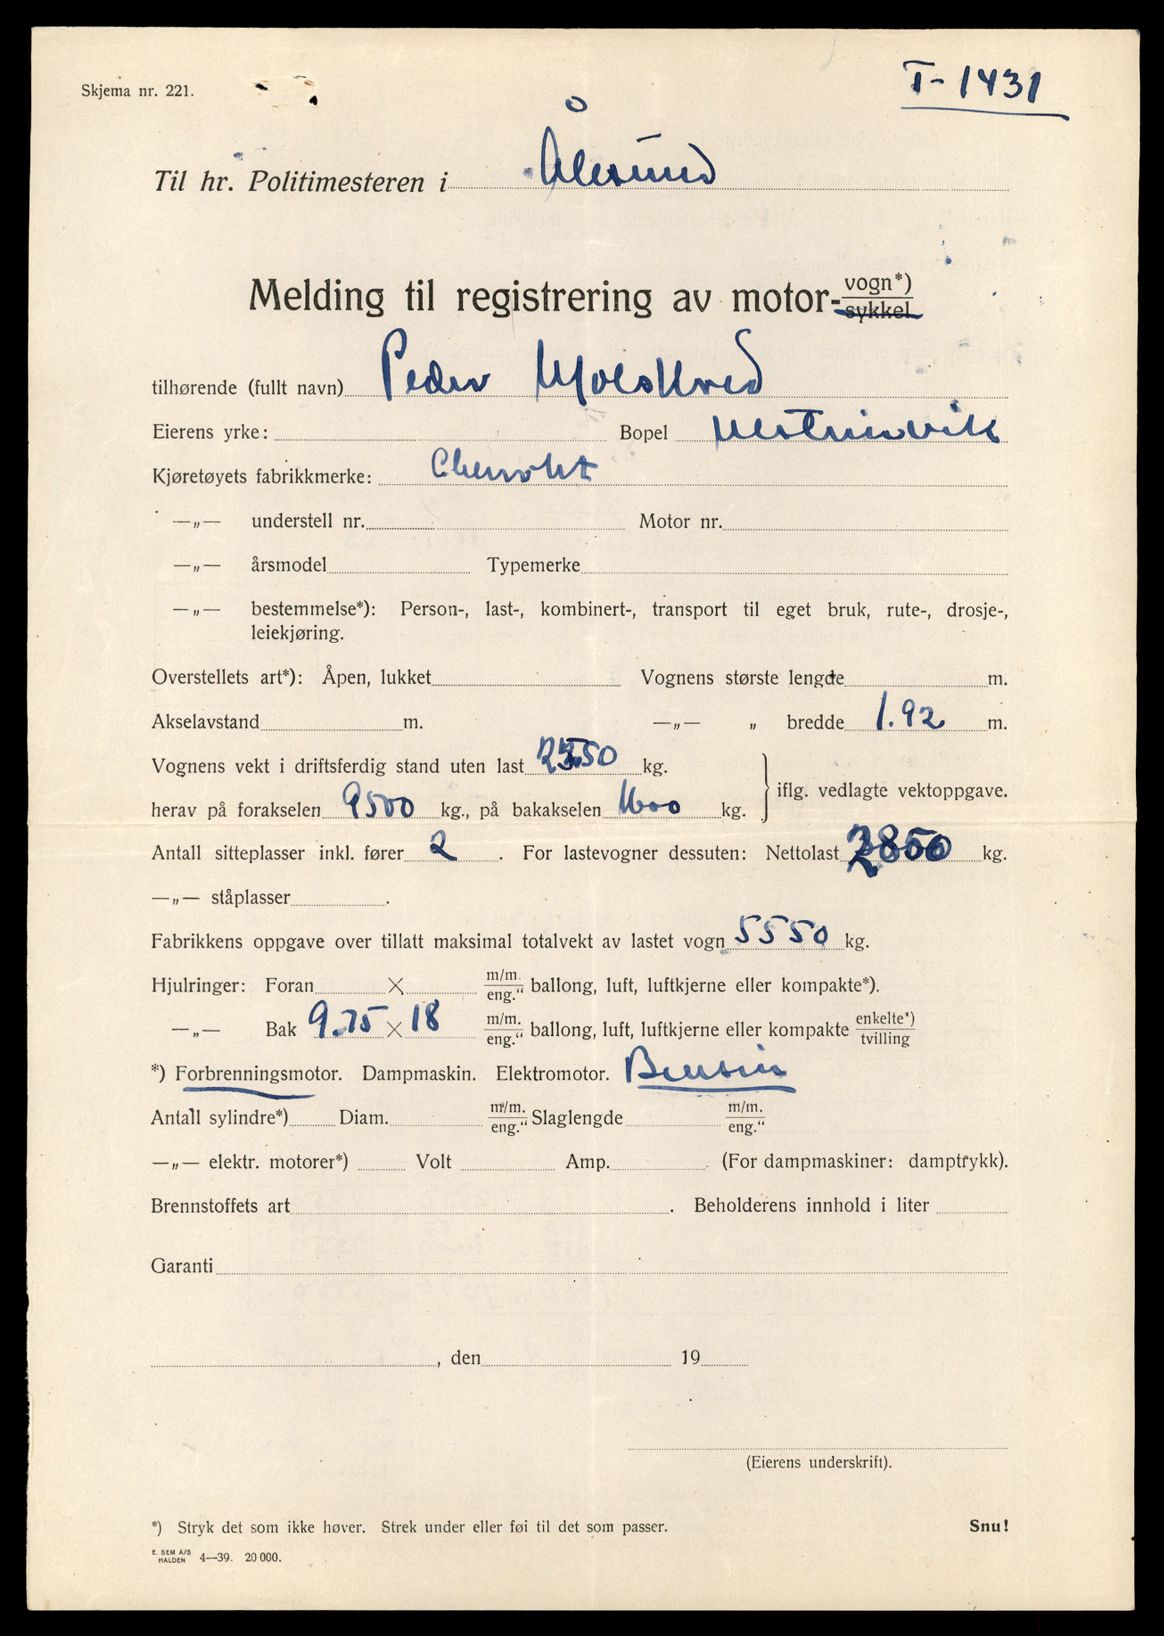 Skjema nr. 221.
T-1431
Til hr. Politimesteren i Ålesund
Melding til registrering av motor-vogn*)
sykkel.
tilhørende (fullt navn) Peder
Eierens yrke: Bopel
Kjøretøyets fabrikkmerke: Chevrolet
—„— understell nr. Motor nr.
—„— årsmodel Typemerke
—„— bestemmelse*): Person-, last-, kombinert-, transport til eget bruk, rute-, drosje-,
leiekjøring.
Overstellets art*): Åpen, lukket Vognens største lengde m.
Akselavstand m. —„— „ bredde 1.92 m.
Vognens vekt i driftsferdig stand uten last kg.
herav på forakselen 9500 kg., på bakakselen 1600 kg. iflg. vedlagte vektoppgave.
Antall sitteplasser inkl. fører 2. For lastevogner dessuten: Nettolast kg.
—„— ståplasser.
Fabrikkens oppgave over tillatt maksimal totalvekt av lastet vogn 5550 kg.
Hjulringer: Foran × m/m. eng.“ ballong, luft, luftkjerne eller kompakte*).
—„— Bak 9.75 × 18 m/m. eng.“ ballong, luft, luftkjerne eller kompakte enkelte*) tvilling
*) Forbrenningsmotor. Dampmaskin. Elektromotor. Bensin
Antall sylindre*) Diam. m/m. eng.“ Slaglengde m/m. eng.“
—„— elektr. motorer*) Volt Amp. (For dampmaskiner: damptrykk).
Brennstoffets art. Beholderens innhold i liter
Garanti
, den 19
(Eierens underskrift).
*) Stryk det som ikke høver. Strek under eller føi til det som passer. Snu!
E. SEM A/S HALDEN 4—39. 20 000.